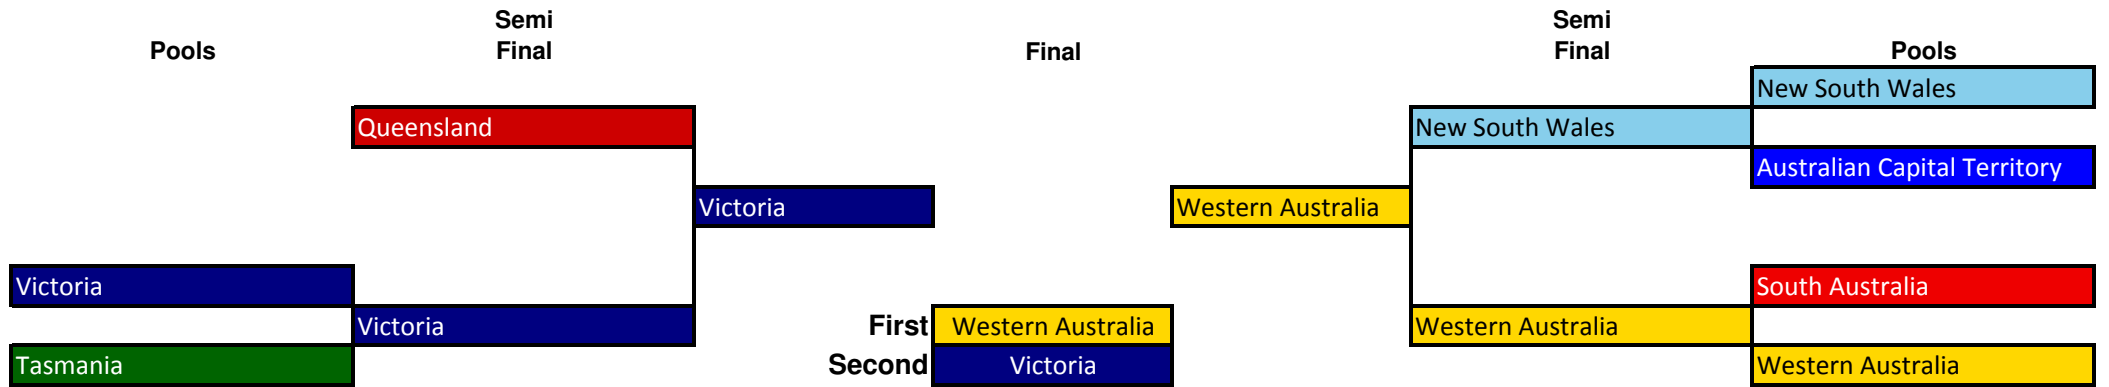 Semi
Semi
Pools
Final
Final
Final
Pools
New South Wales
Queensland
New South Wales
Australian Capital Territory
Victoria
Western Australia
Victoria
South Australia
Victoria
First
Western Australia
Western Australia
Tasmania
Second
Victoria
Western Australia